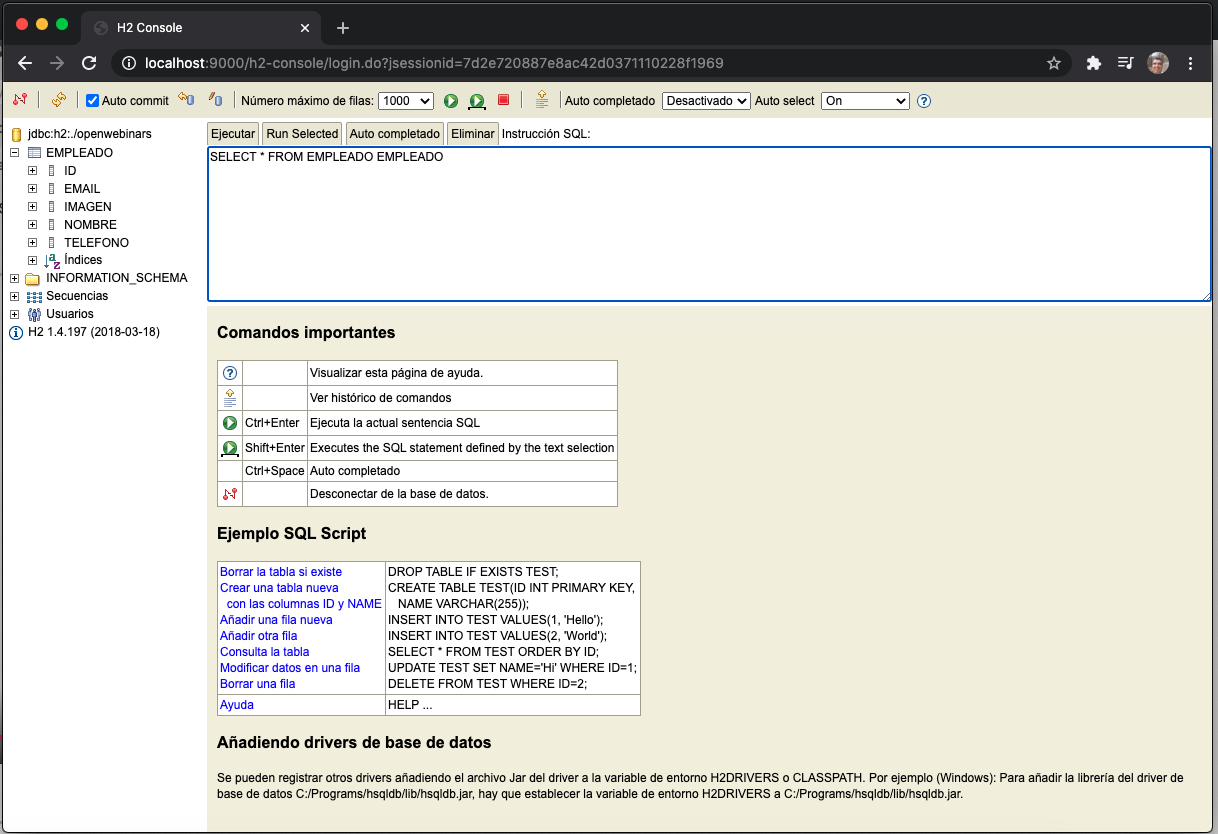 H2 Console
localhost:9000/h2-console/login.do?jsessionid=7d2e720887e8ac42d0371110228f1969
Auto commit Número máximo de filas: 1000 Auto completado Desactivado Auto select On
jdbc:h2:./openwebinars
EMPLEADO
ID
EMAIL
IMAGEN
NOMBRE
TELEFONO
Índices
INFORMATION_SCHEMA
Secuencias
Usuarios
H2 1.4.197 (2018-03-18)
Ejecutar Run Selected Auto completado Eliminar Instrucción SQL:
SELECT * FROM EMPLEADO EMPLEADO
Comandos importantes
Visualizar esta página de ayuda.
Ver histórico de comandos
Ctrl+Enter Ejecuta la actual sentencia SQL
Shift+Enter Executes the SQL statement defined by the text selection
Ctrl+Space Auto completado
Desconectar de la base de datos.
Ejemplo SQL Script
Borrar la tabla si existe DROP TABLE IF EXISTS TEST;
Crear una tabla nueva CREATE TABLE TEST(ID INT PRIMARY KEY,
con las columnas ID y NAME NAME VARCHAR(255));
Añadir una fila nueva INSERT INTO TEST VALUES(1, 'Hello');
Añadir otra fila INSERT INTO TEST VALUES(2, 'World');
Consulta la tabla SELECT * FROM TEST ORDER BY ID;
Modificar datos en una fila UPDATE TEST SET NAME='Hi' WHERE ID=1;
Borrar una fila DELETE FROM TEST WHERE ID=2;
Ayuda HELP ...
Añadiendo drivers de base de datos
Se pueden registrar otros drivers añadiendo el archivo Jar del driver a la variable de entorno H2DRIVERS o CLASSPATH. Por ejemplo (Windows): Para añadir la librería del driver de
base de datos C:/Programs/hsqldb/lib/hsqldb.jar, hay que establecer la variable de entorno H2DRIVERS a C:/Programs/hsqldb/lib/hsqldb.jar.